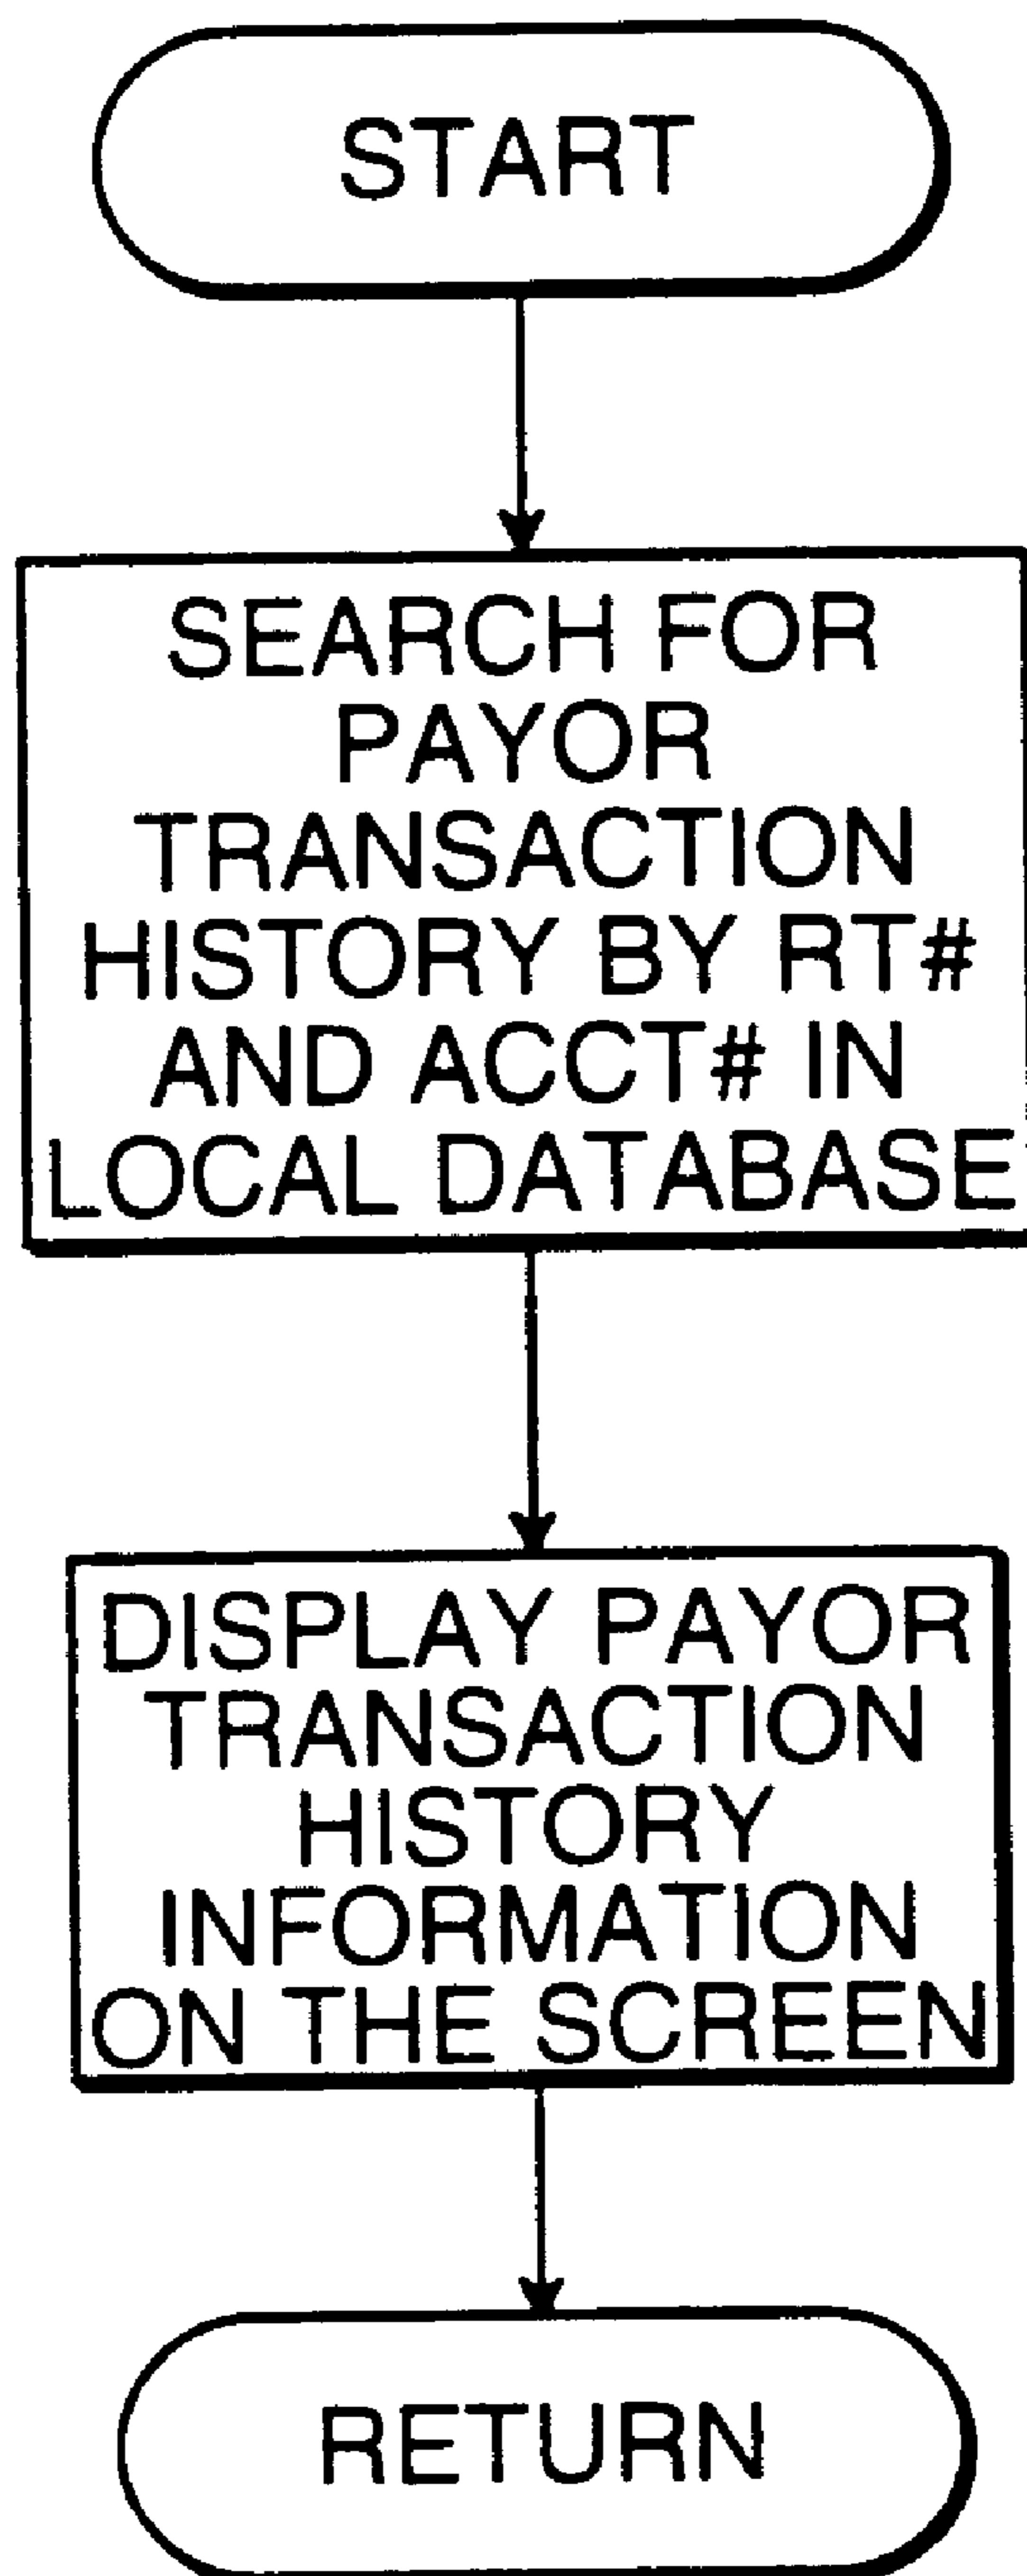 START
SEARCH FOR
PAYOR
TRANSACTION
HISTORY BY RT#
AND ACCT# IN
LOCAL DATABASE
DISPLAY PAYOR
TRANSACTION
HISTORY
INFORMATION
ON THE SCREEN
RETURN